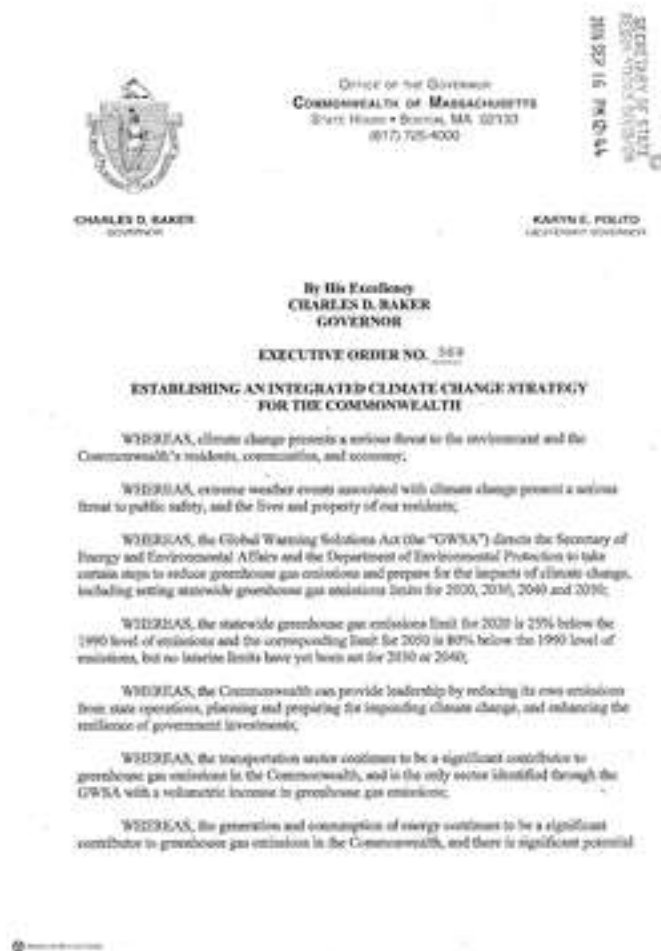 OFFICE OF THE GOVERNOR
COMMONWEALTH OF MASSACHUSETTS
STATE HOUSE • BOSTON, MA 02133
(617) 725-4000
SECRETARY OF STATE
2016 SEP 16 PM 12:44
CHARLES D. BAKER
GOVERNOR
KARYN E. POLITO
LIEUTENANT GOVERNOR
By His Excellency
CHARLES D. BAKER
GOVERNOR
EXECUTIVE ORDER NO. 569
ESTABLISHING AN INTEGRATED CLIMATE CHANGE STRATEGY
FOR THE COMMONWEALTH
WHEREAS, climate change presents a serious threat to the environment and the
Commonwealth's residents, communities, and economy;
WHEREAS, extreme weather events associated with climate change present a serious
threat to public safety, and the lives and property of our residents;
WHEREAS, the Global Warming Solutions Act (the "GWSA") directs the Secretary of
Energy and Environmental Affairs and the Department of Environmental Protection to take
certain steps to reduce greenhouse gas emissions and prepare for the impacts of climate change,
including setting statewide greenhouse gas emissions limits for 2020, 2030, 2040 and 2050;
WHEREAS, the statewide greenhouse gas emissions limit for 2020 is 25% below the
1990 level of emissions and the corresponding limit for 2050 is 80% below the 1990 level of
emissions, but no interim limits have yet been set for 2030 or 2040;
WHEREAS, the Commonwealth can provide leadership by reducing its own emissions
from state operations, planning and preparing for impending climate change, and enhancing the
resilience of government investments;
WHEREAS, the transportation sector continues to be a significant contributor to
greenhouse gas emissions in the Commonwealth, and is the only sector identified through the
GWSA with a volumetric increase in greenhouse gas emissions;
WHEREAS, the generation and consumption of energy continues to be a significant
contributor to greenhouse gas emissions in the Commonwealth, and there is significant potential